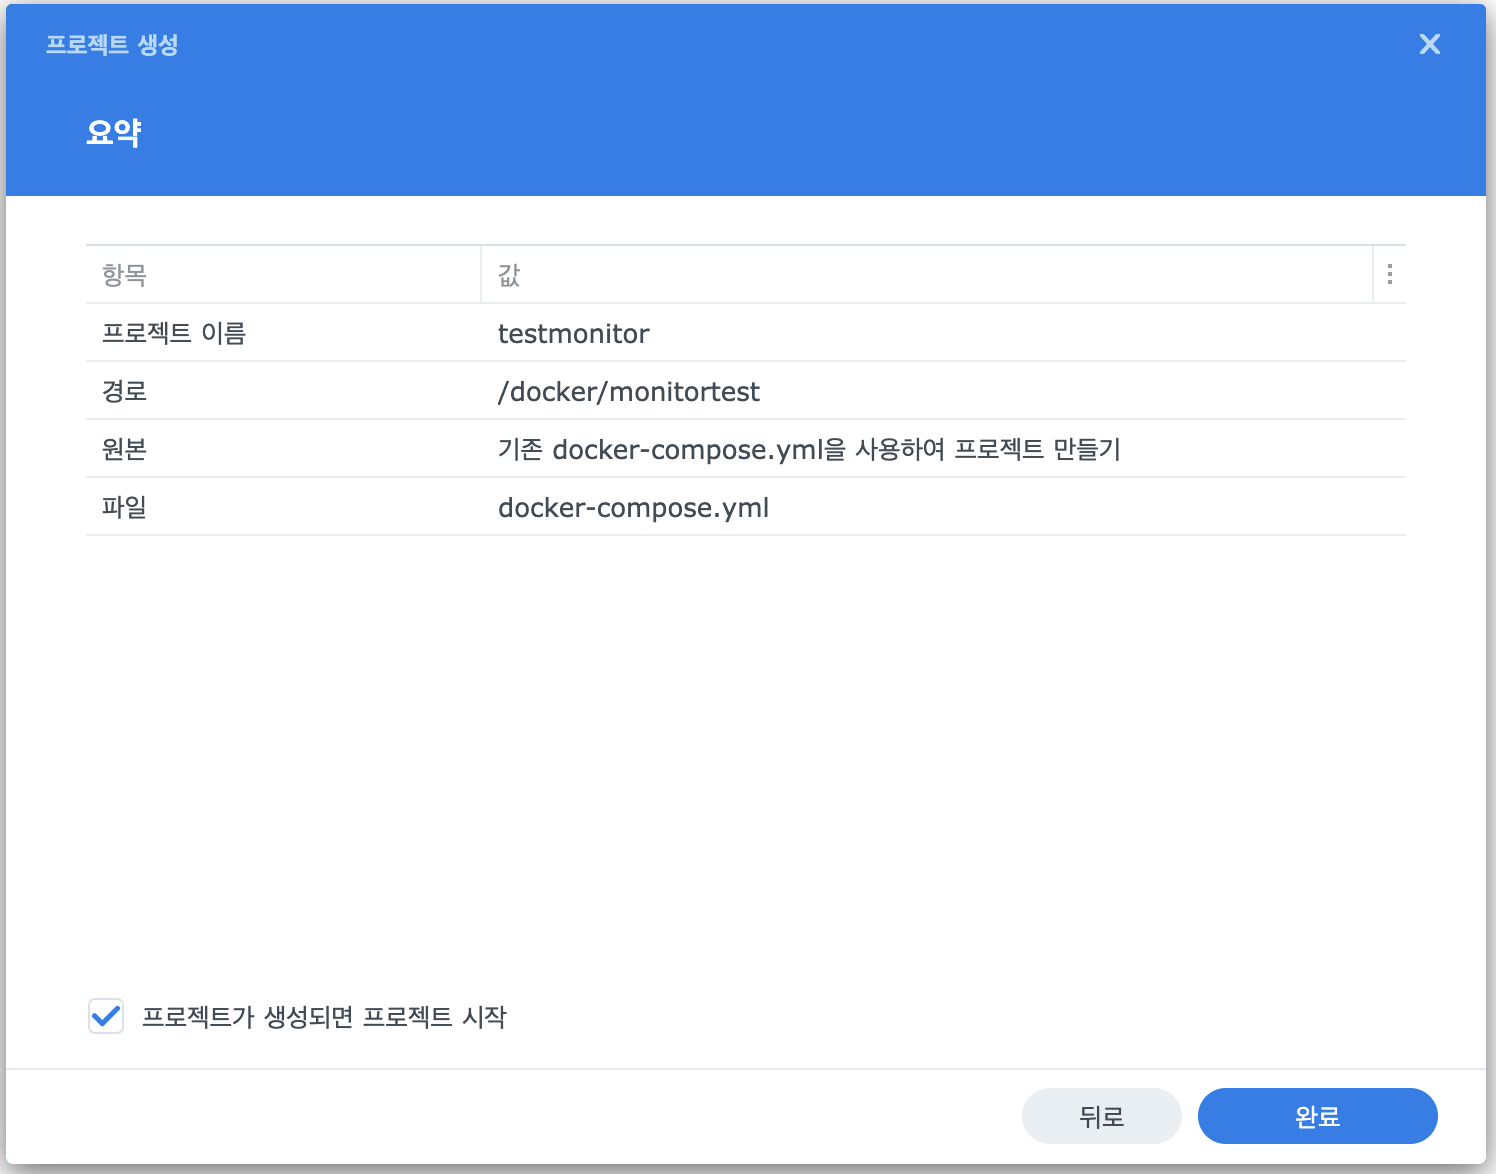 프로젝트 생성
요약
항목 값
프로젝트 이름 testmonitor
경로 /docker/monitortest
원본 기존 docker-compose.yml을 사용하여 프로젝트 만들기
파일 docker-compose.yml
프로젝트가 생성되면 프로젝트 시작
뒤로 완료